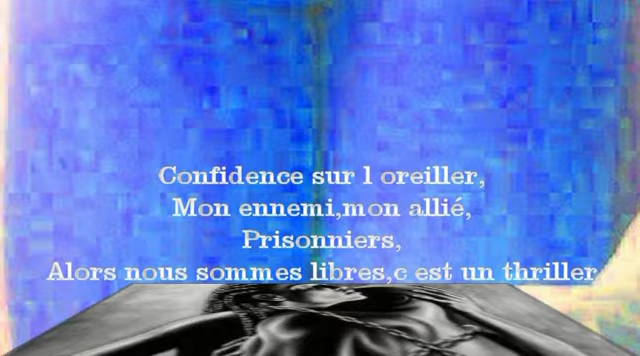 Confidence sur l oreiller,
Mon ennemi,mon allié,
Prisonniers,
Alors nous sommes libres,c est un thriller